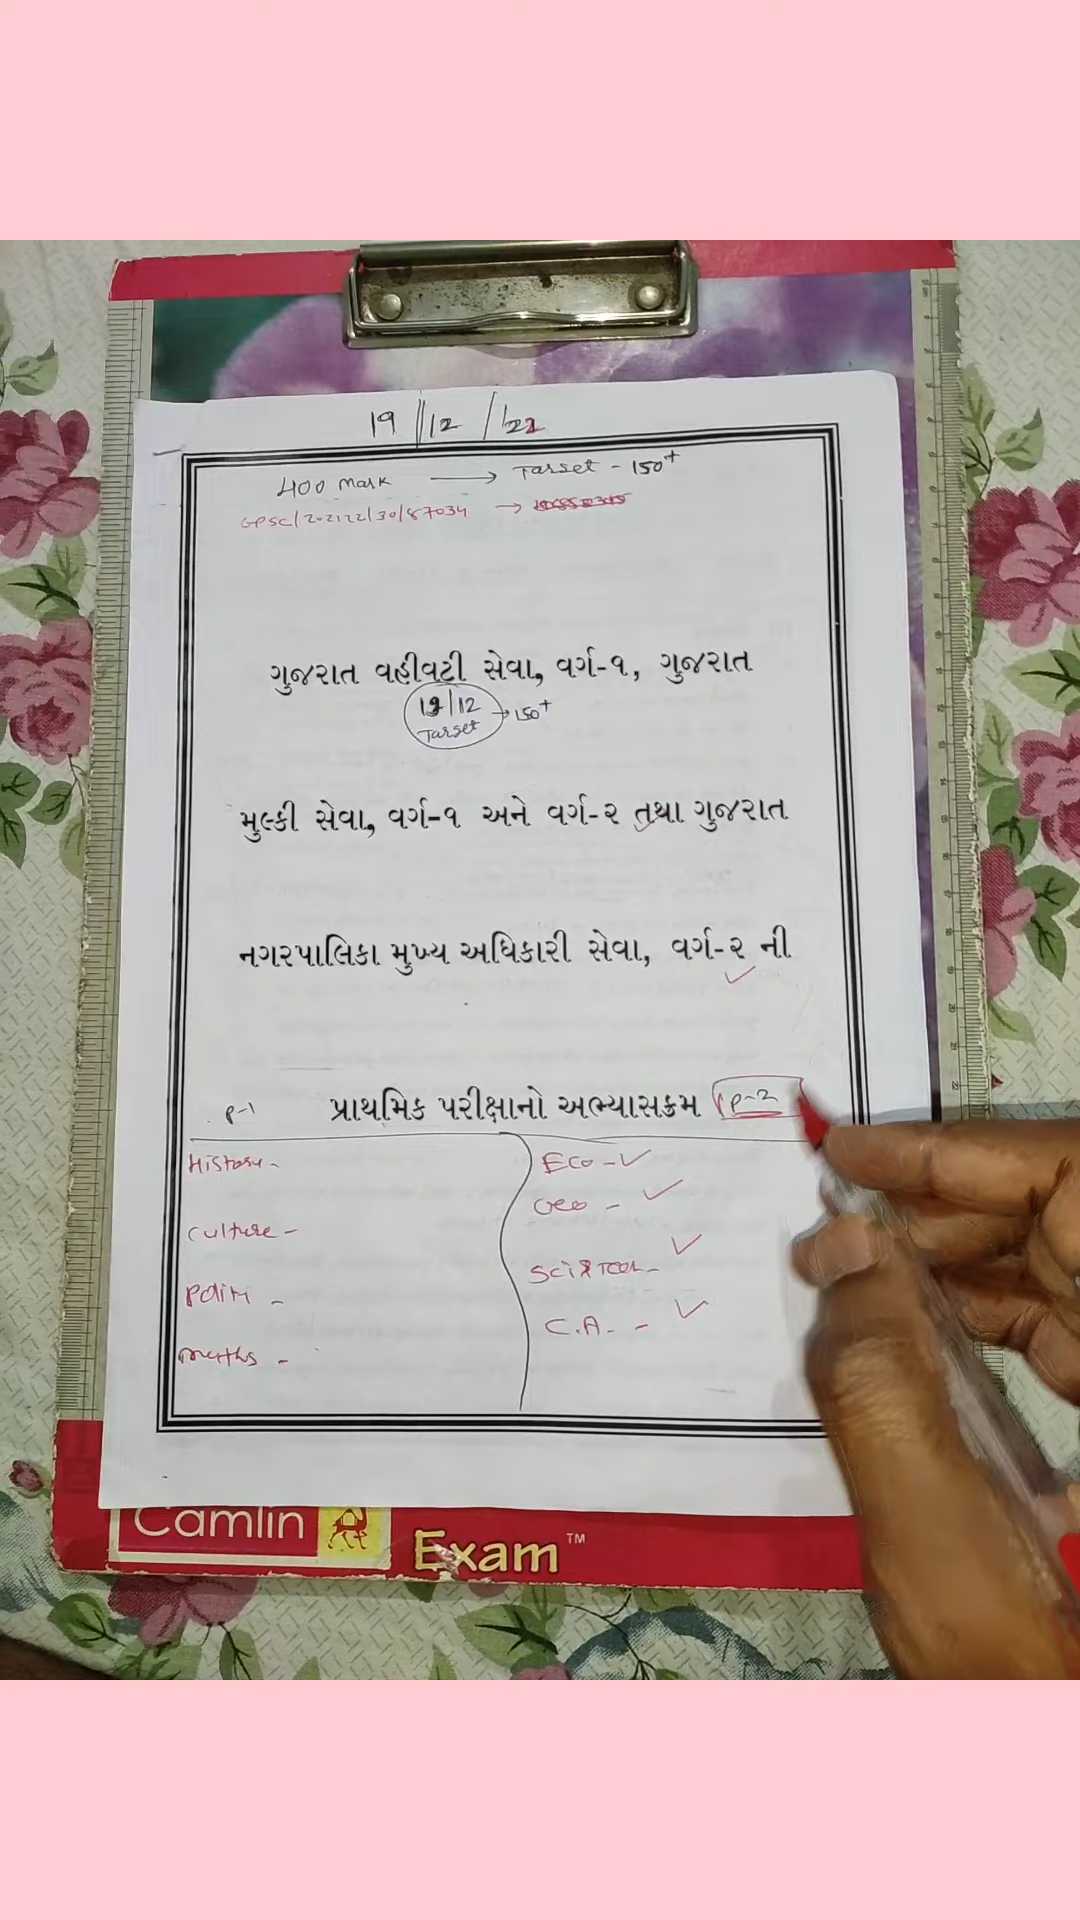 19/12/22
400 Mark → Target - 150+
GPSC/202122/30/87034 →
ગુજરાત વહીવટી સેવા, વર્ગ-૧, ગુજરાત
19/12 → 150+
Target
મુલ્કી સેવા, વર્ગ-૧ અને વર્ગ-૨ તથા ગુજરાત
નગરપાલિકા મુખ્ય અધિકારી સેવા, વર્ગ-૨ ની
P-1 પ્રાથમિક પરીક્ષાનો અભ્યાસક્રમ P-2
History - Eco - ✓
Geo - ✓
Culture -
Sci & Tech - ✓
Polity -
C.A. - ✓
Maths -
Camlin
Exam™